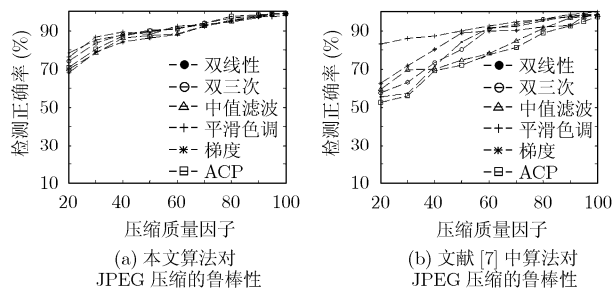 检测正确率 (%)
100
90
70
50
30
10
双线性
双三次
中值滤波
平滑色调
梯度
ACP
20 40 60 80 100
压缩质量因子
(a) 本文算法对
JPEG 压缩的鲁棒性
检测正确率 (%)
100
90
70
50
30
10
双线性
双三次
中值滤波
平滑色调
梯度
ACP
20 40 60 80 100
压缩质量因子
(b) 文献 [7] 中算法对
JPEG 压缩的鲁棒性